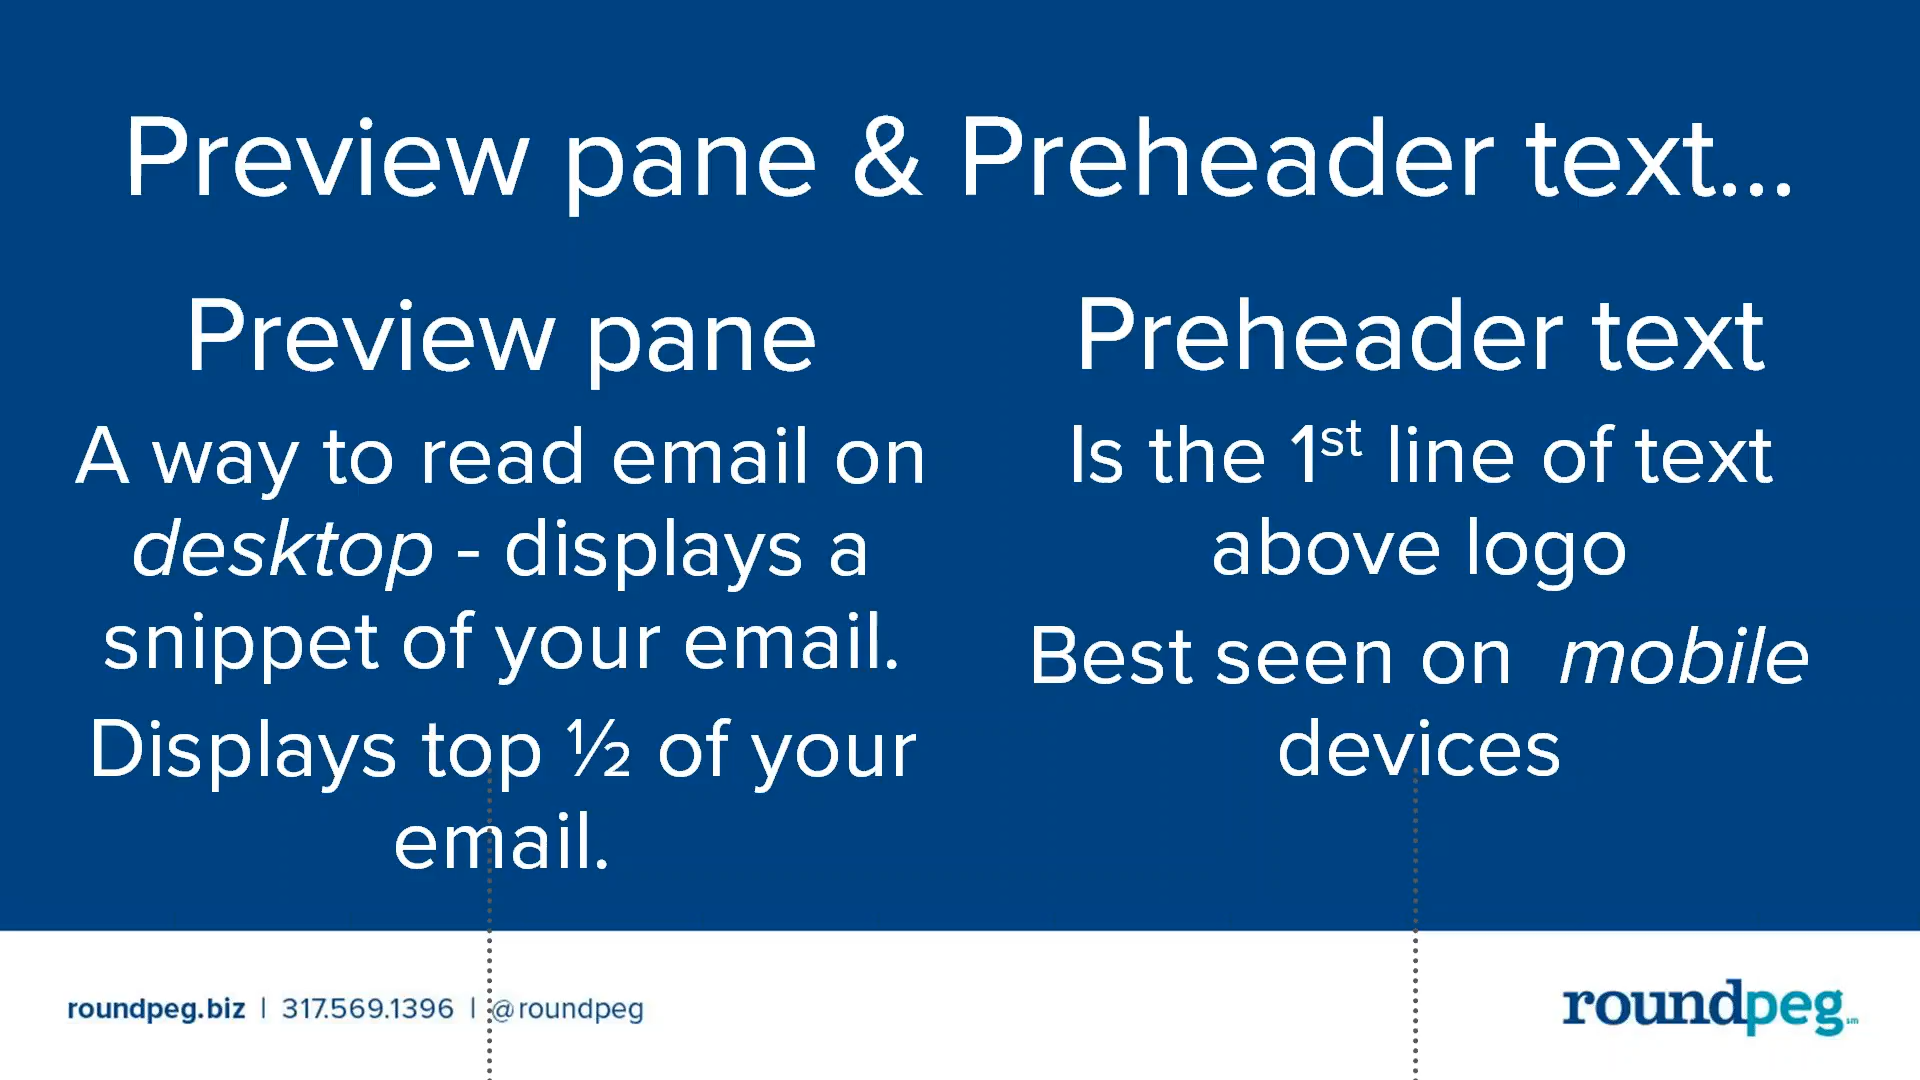 Preview pane & Preheader text...
Preview pane
A way to read email on
desktop - displays a
snippet of your email.
Displays top ½ of your
email.
Preheader text
Is the 1st line of text
above logo
Best seen on mobile
devices
roundpeg.biz | 317.569.1396 | @roundpeg
roundpeg sm